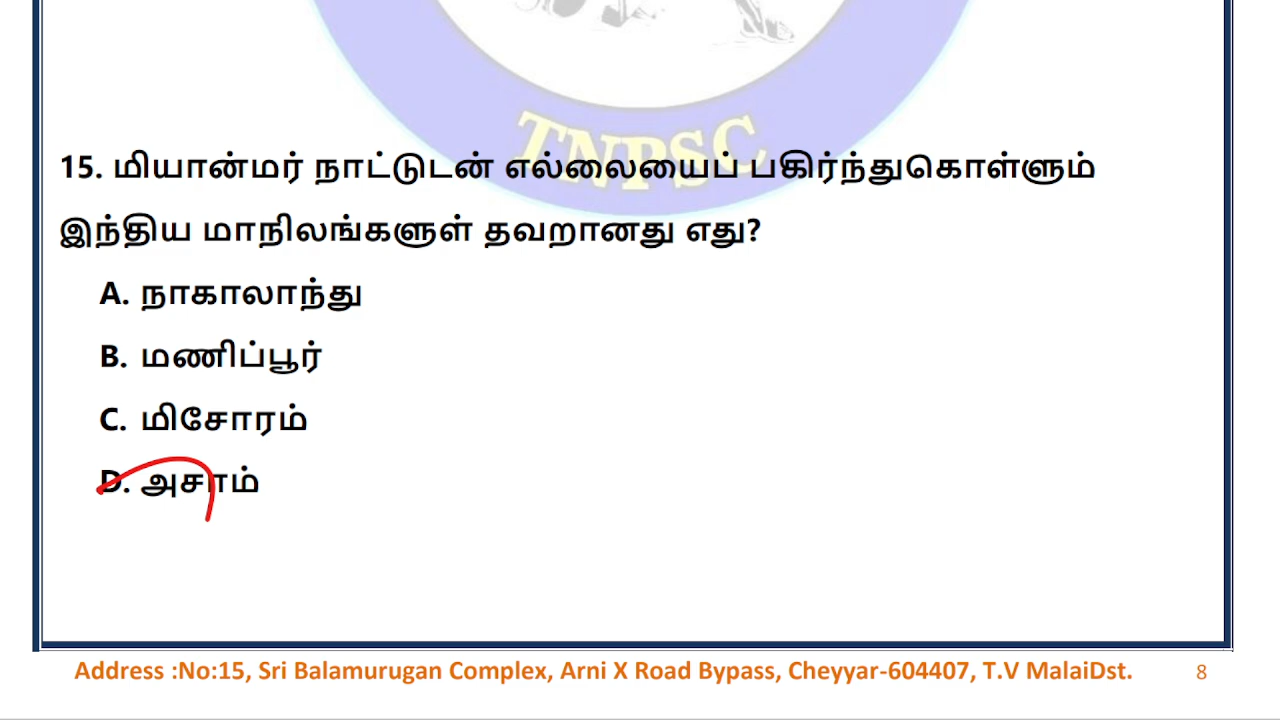 TNPSC
15. மியான்மர் நாட்டுடன் எல்லையைப் பகிர்ந்துகொள்ளும்
இந்திய மாநிலங்களுள் தவறானது எது?
A. நாகாலாந்து
B. மணிப்பூர்
C. மிசோரம்
D. அசாம்
Address :No:15, Sri Balamurugan Complex, Arni X Road Bypass, Cheyyar-604407, T.V MalaiDst. 8